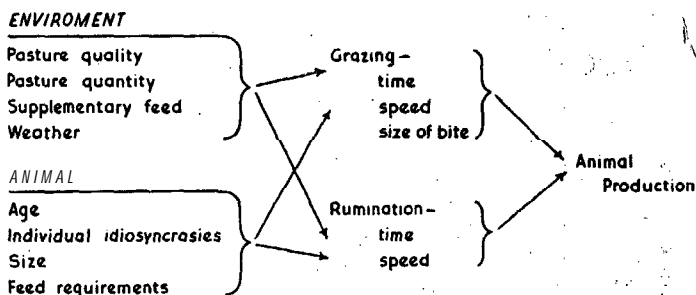 ENVIROMENT
Pasture quality
Pasture quantity
Supplementary feed
Weather
ANIMAL
Age
Individual idiosyncrasies
Size
Feed requirements
Grazing–
time
speed
size of bite
Rumination–
time
speed
Animal
Production